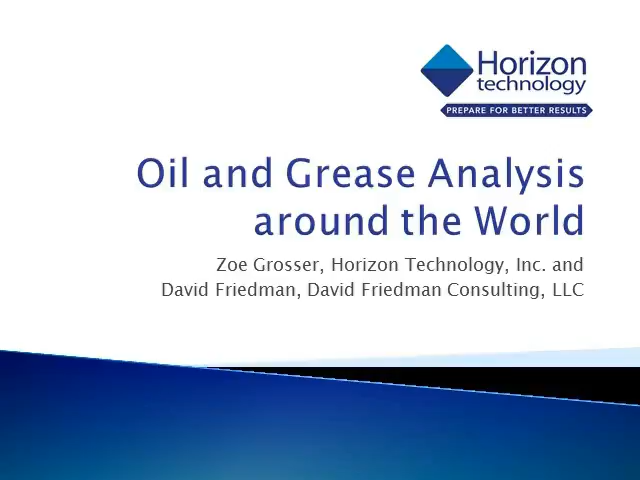 Horizon
technology
PREPARE FOR BETTER RESULTS
Oil and Grease Analysis
around the World
Zoe Grosser, Horizon Technology, Inc. and
David Friedman, David Friedman Consulting, LLC